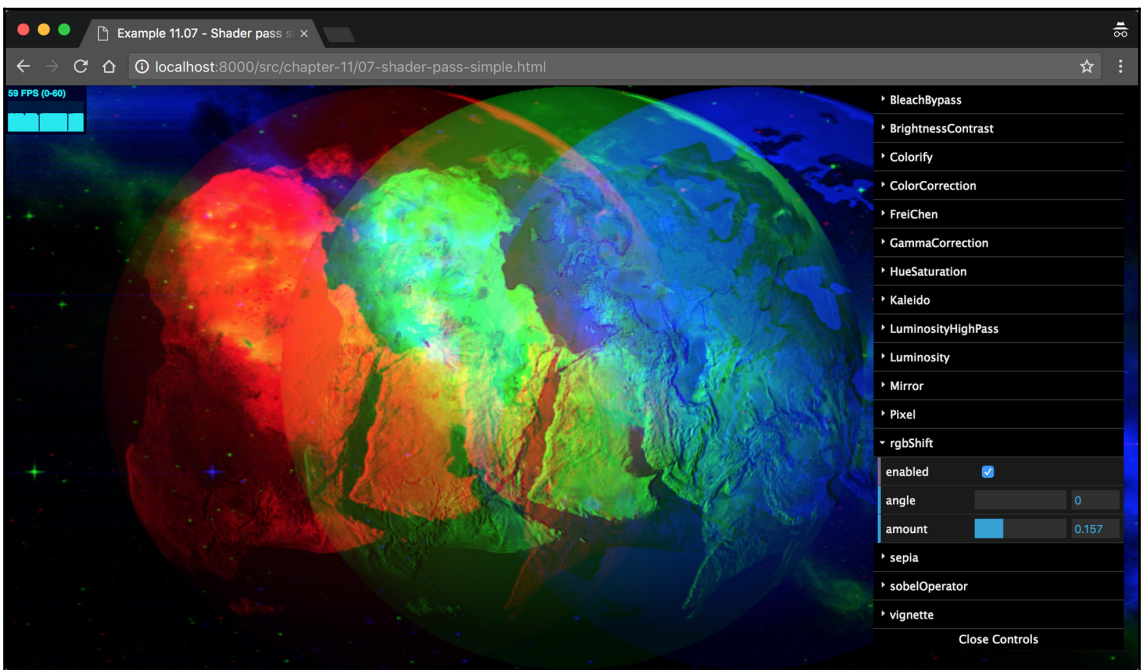 Example 11.07 - Shader pass s
localhost:8000/src/chapter-11/07-shader-pass-simple.html
59 FPS (0-60)
BleachBypass
BrightnessContrast
Colorify
ColorCorrection
FreiChen
GammaCorrection
HueSaturation
Kaleido
LuminosityHighPass
Luminosity
Mirror
Pixel
rgbShift
enabled
angle 0
amount 0.157
sepia
sobelOperator
vignette
Close Controls